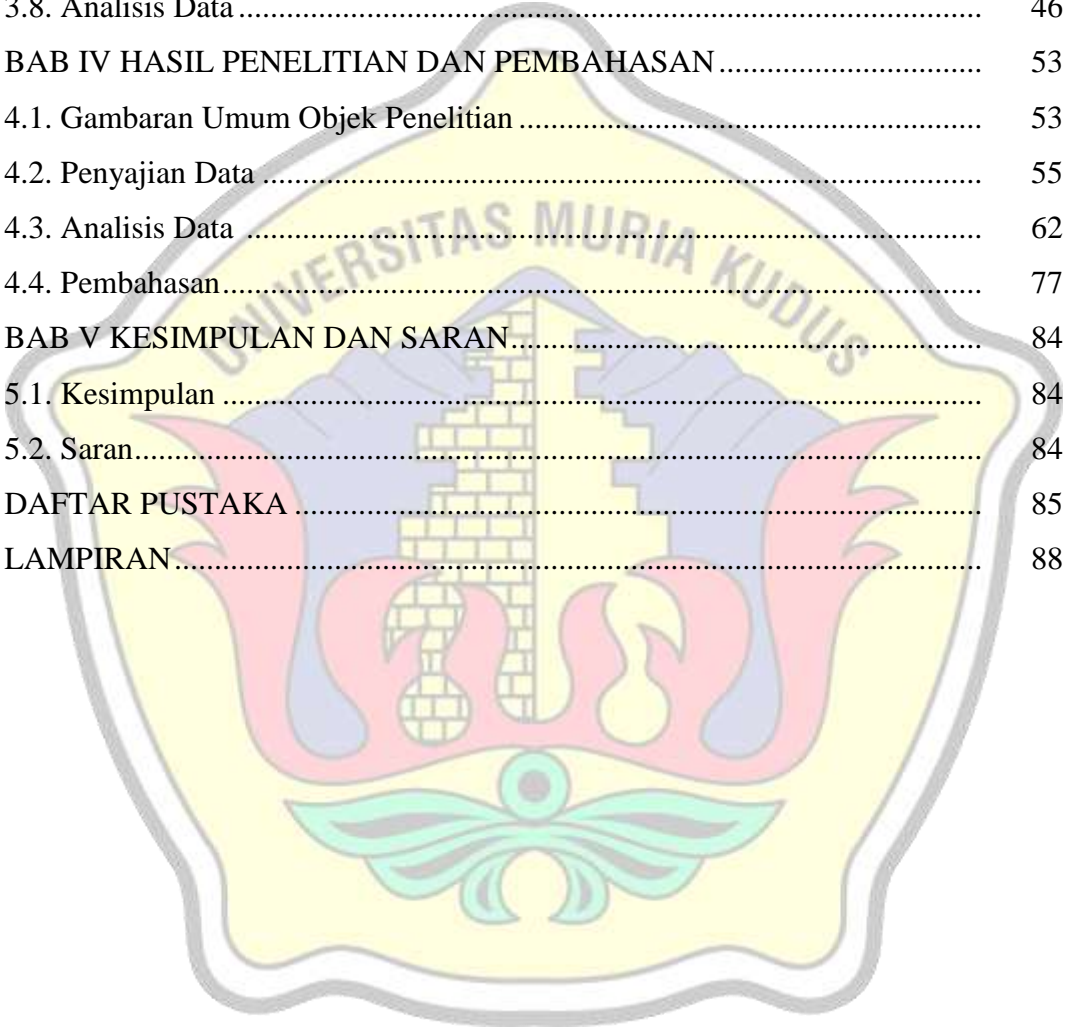 3.8. Analisis Data ........................................................................................... 46
BAB IV HASIL PENELITIAN DAN PEMBAHASAN ................................ 53
4.1. Gambaran Umum Objek Penelitian ......................................................... 53
4.2. Penyajian Data ........................................................................................ 55
4.3. Analisis Data .......................................................................................... 62
4.4. Pembahasan ............................................................................................ 77
BAB V KESIMPULAN DAN SARAN ......................................................... 84
5.1. Kesimpulan ............................................................................................. 84
5.2. Saran ....................................................................................................... 84
DAFTAR PUSTAKA .................................................................................... 85
LAMPIRAN .................................................................................................. 88
UNIVERSITAS MURIA KUDUS